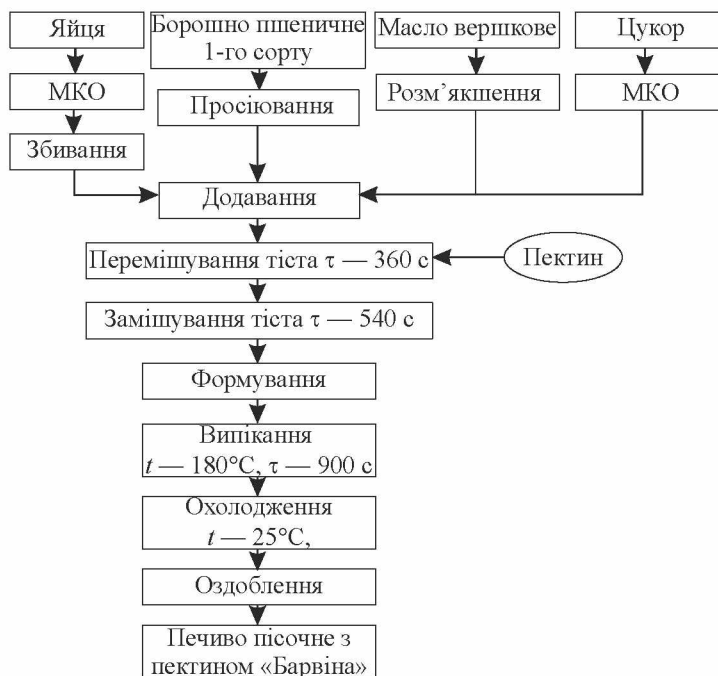 Яйця
Борошно пшеничне
1-го сорту
Масло вершкове
Цукор
МКО
Просіювання
Розм’якшення
МКО
Збивання
Додавання
Перемішування тіста τ — 360 с
Пектин
Замішування тіста τ — 540 с
Формування
Випікання
t — 180°C, τ — 900 с
Охолодження
t — 25°C,
Оздоблення
Печиво пісочне з
пектином «Барвіна»